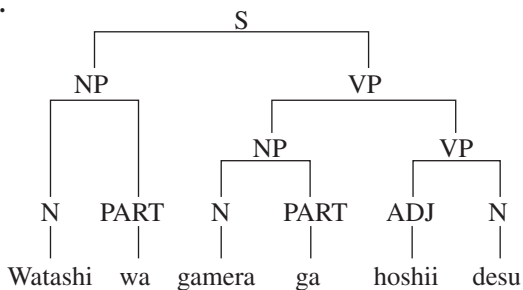 .
S
NP VP
NP VP
N PART N PART ADJ N
Watashi wa gamera ga hoshii desu